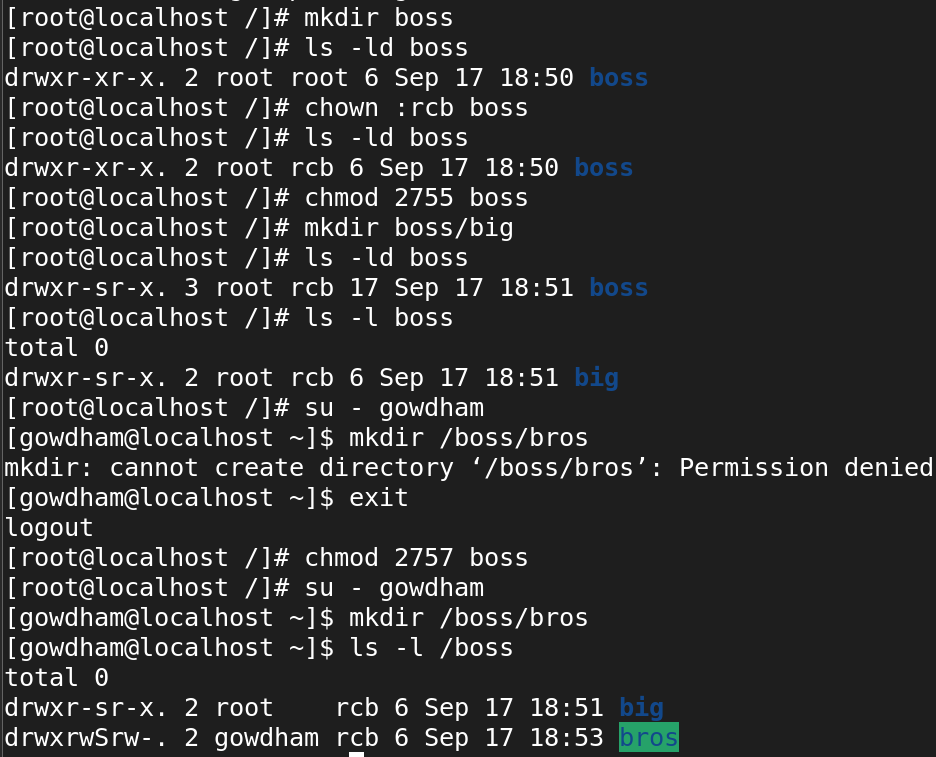 [root@localhost /]# mkdir boss
[root@localhost /]# ls -ld boss
drwxr-xr-x. 2 root root 6 Sep 17 18:50 boss
[root@localhost /]# chown :rcb boss
[root@localhost /]# ls -ld boss
drwxr-xr-x. 2 root rcb 6 Sep 17 18:50 boss
[root@localhost /]# chmod 2755 boss
[root@localhost /]# mkdir boss/big
[root@localhost /]# ls -ld boss
drwxr-sr-x. 3 root rcb 17 Sep 17 18:51 boss
[root@localhost /]# ls -l boss
total 0
drwxr-sr-x. 2 root rcb 6 Sep 17 18:51 big
[root@localhost /]# su - gowdham
[gowdham@localhost ~]$ mkdir /boss/bros
mkdir: cannot create directory ‘/boss/bros’: Permission denied
[gowdham@localhost ~]$ exit
logout
[root@localhost /]# chmod 2757 boss
[root@localhost /]# su - gowdham
[gowdham@localhost ~]$ mkdir /boss/bros
[gowdham@localhost ~]$ ls -l /boss
total 0
drwxr-sr-x. 2 root    rcb 6 Sep 17 18:51 big
drwxrwSrw-. 2 gowdham rcb 6 Sep 17 18:53 bros